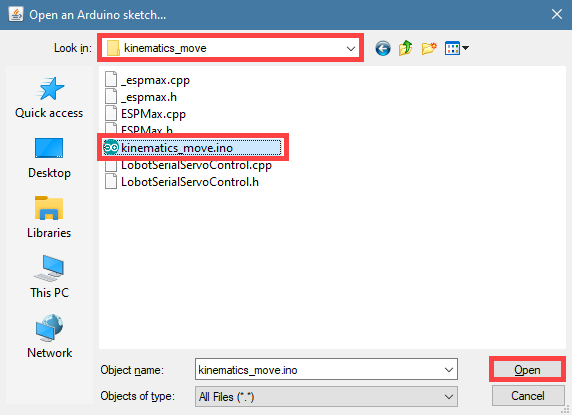 Open an Arduino sketch...
Look in: kinematics_move
_espmax.cpp
_espmax.h
ESPMax.cpp
ESPMax.h
kinematics_move.ino
LobotSerialServoControl.cpp
LobotSerialServoControl.h
Quick access
Desktop
Libraries
This PC
Network
Object name: kinematics_move.ino Open
Objects of type: All Files (*.*) Cancel